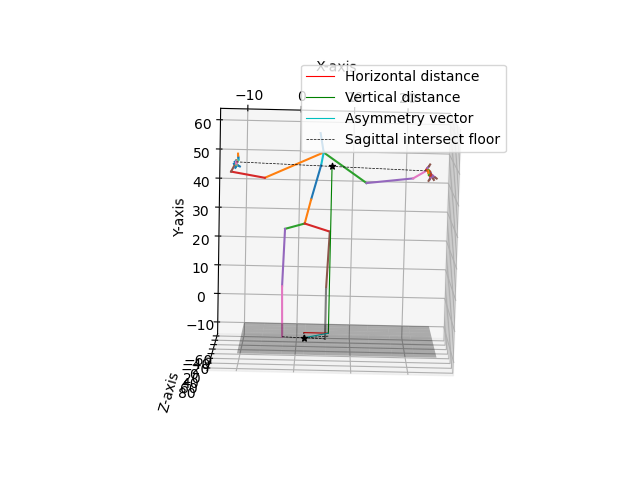 X-axis
−10
0
Horizontal distance
Vertical distance
Asymmetry vector
Sagittal intersect floor
60
50
40
30
20
10
0
−10
Y-axis
Z-axis
80